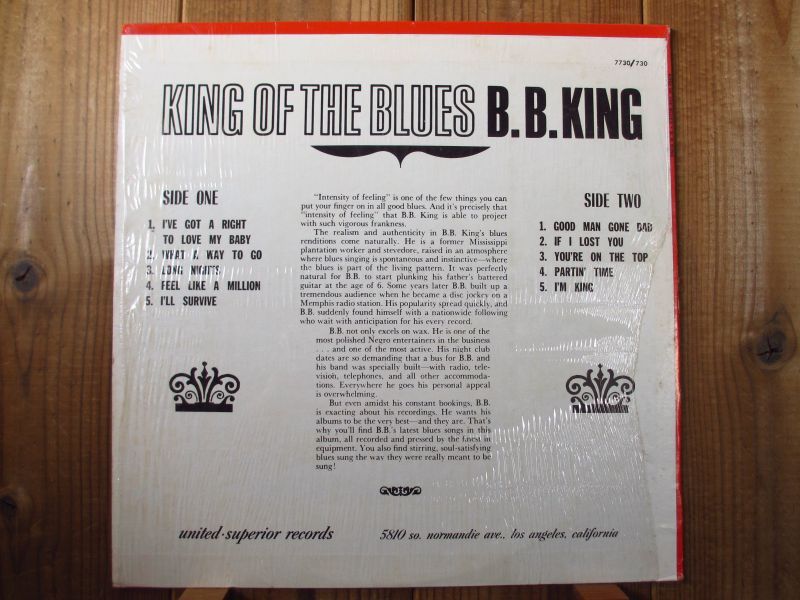 7730/730
KING OF THE BLUES B.B. KING
SIDE ONE
1. I'VE GOT A RIGHT
TO LOVE MY BABY
2. WHAT A WAY TO GO
3. LONG NIGHTS
4. FEEL LIKE A MILLION
5. I'LL SURVIVE
"Intensity of feeling" is one of the few things you can
put your finger on in all good blues. And it's precisely that
"intensity of feeling" that B.B. King is able to project
with such vigorous frankness.
The realism and authenticity in B.B. King's blues
renditions come naturally. He is a former Mississippi
plantation worker and stevedore, raised in an atmosphere
where blues singing is spontaneous and instinctive—where
the blues is part of the living pattern. It was perfectly
natural for B.B. to start plunking his father's battered
guitar at the age of 6. Some years later B.B. built up a
tremendous audience when he became a disc jockey on a
Memphis radio station. His popularity spread quickly, and
B.B. suddenly found himself with a nationwide following
who wait with anticipation for his every record.
B.B. not only excels on wax. He is one of the
most polished Negro entertainers in the business
. . . and one of the most active. His night club
dates are so demanding that a bus for B.B. and
his band was specially built—with radio, tele-
vision, telephones, and all other accommoda-
tions. Everywhere he goes his personal appeal
is overwhelming.
But even amidst his constant bookings, B.B.
is exacting about his recordings. He wants his
albums to be the very best—and they are. That's
why you'll find B.B.'s latest blues songs in this
album, all recorded and pressed by the finest in
equipment. You also find stirring, soul-satisfying
blues sung the way they were really meant to be
sung!
SIDE TWO
1. GOOD MAN GONE BAD
2. IF I LOST YOU
3. YOU'RE ON THE TOP
4. PARTIN' TIME
5. I'M KING
united·superior records 5810 so. normandie ave., los angeles, california